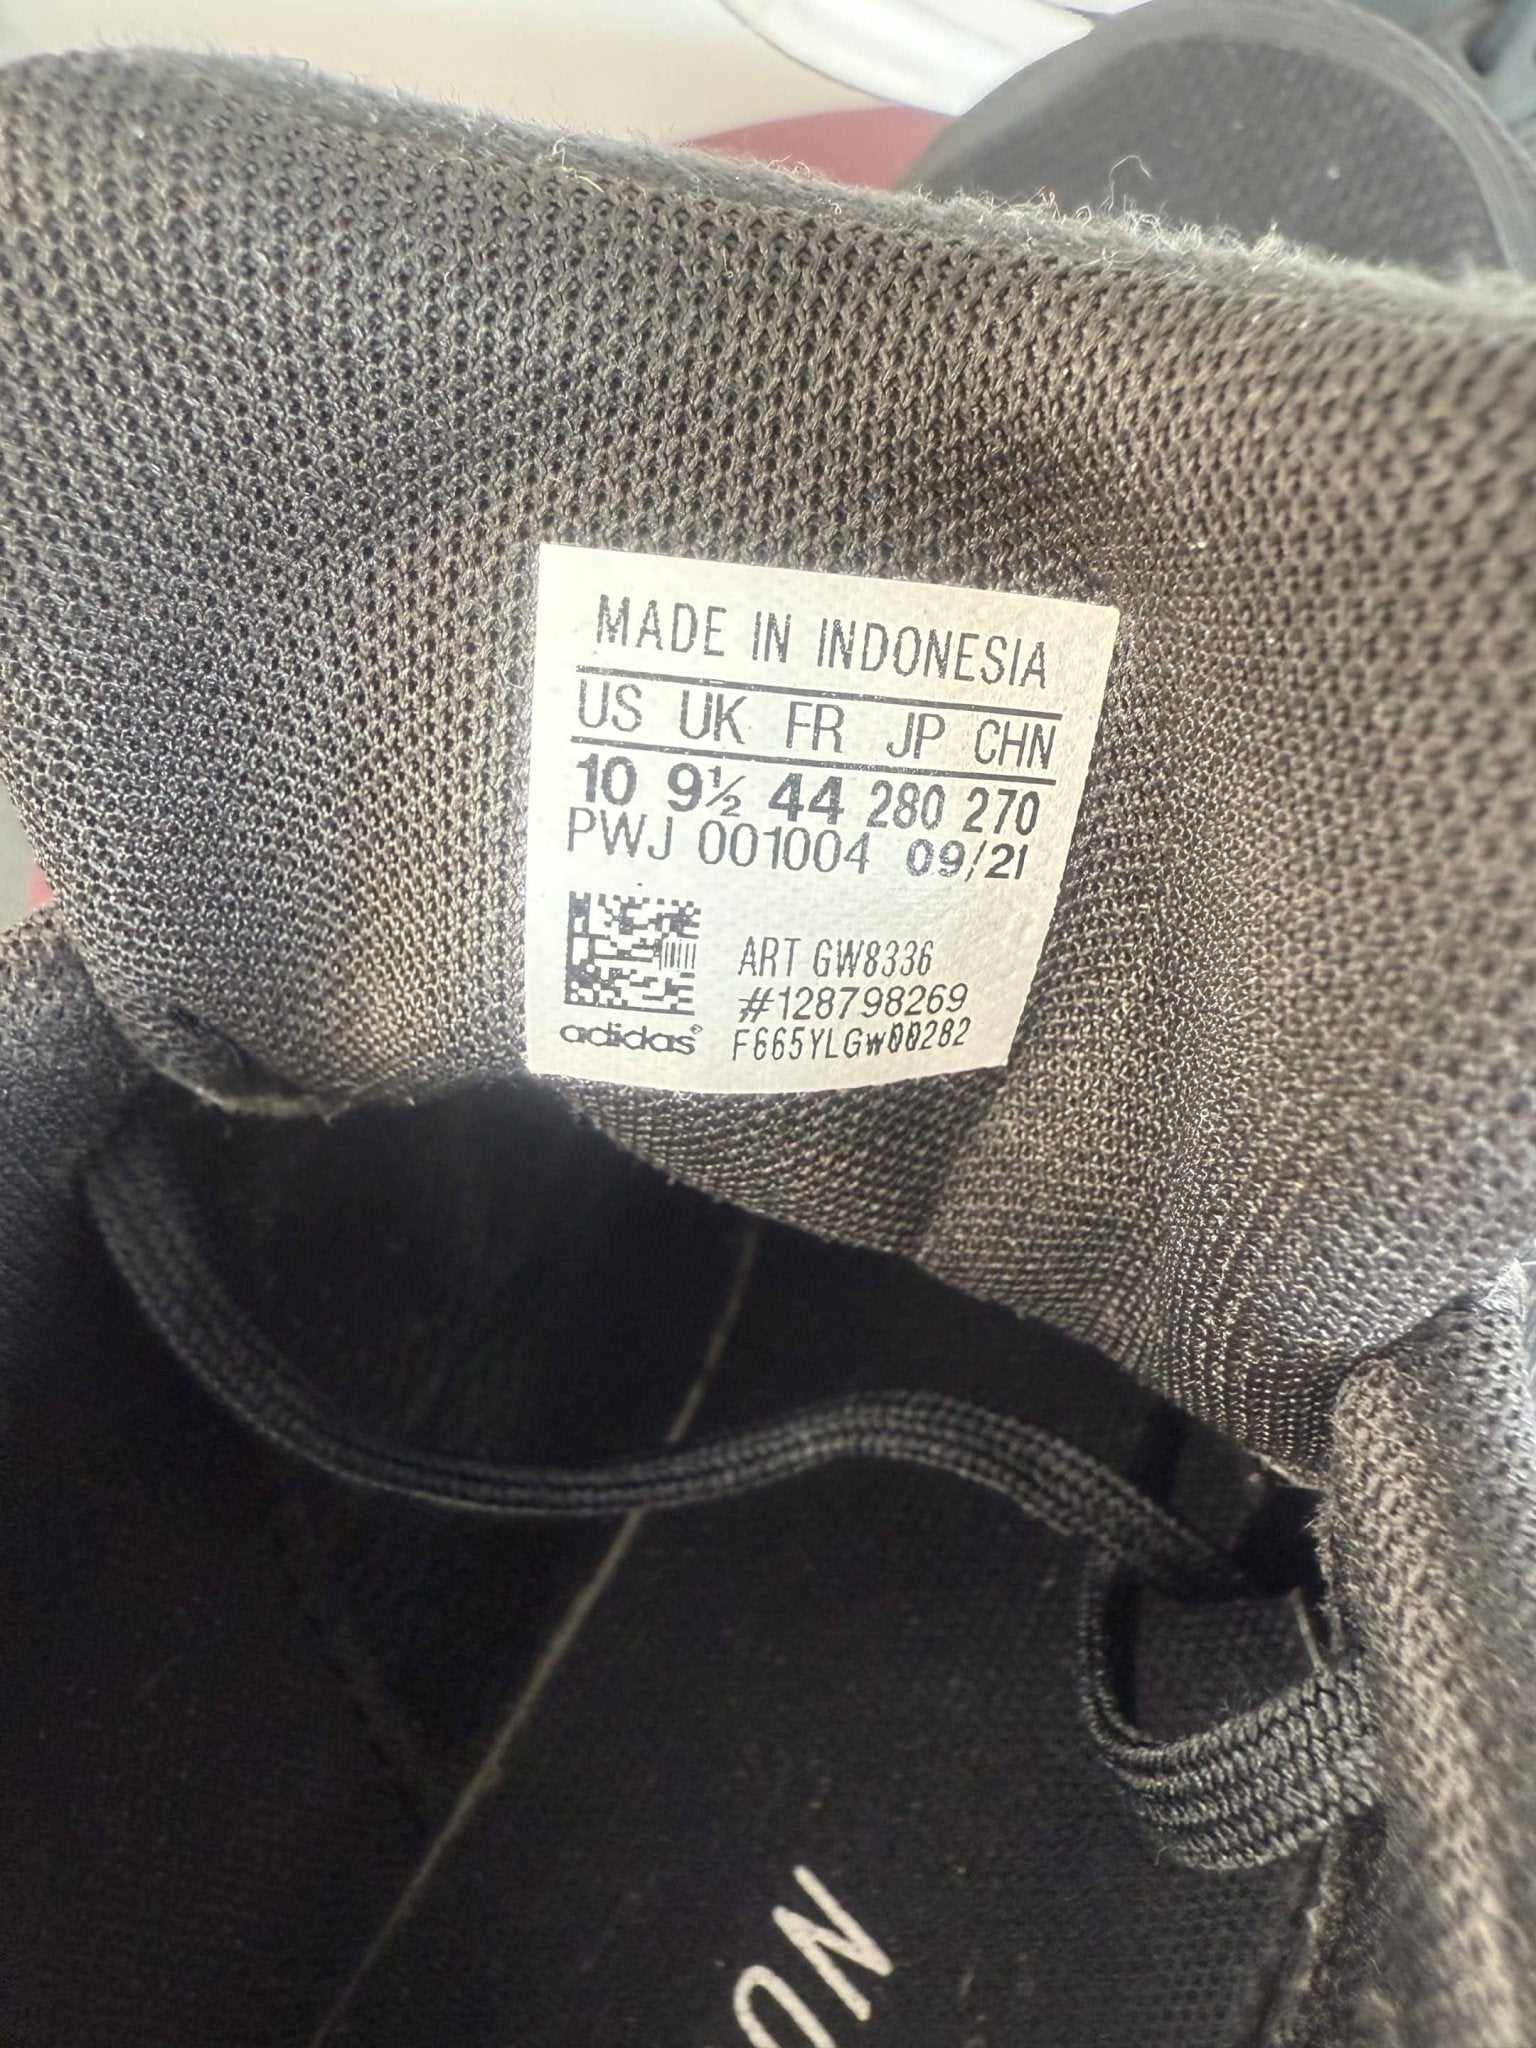 MADE IN INDONESIA
US UK FR JP CHN
10 9½ 44 280 270
PWJ 001004 09/21
ART GW8336
#128798269
adidas® F665YLGW00282